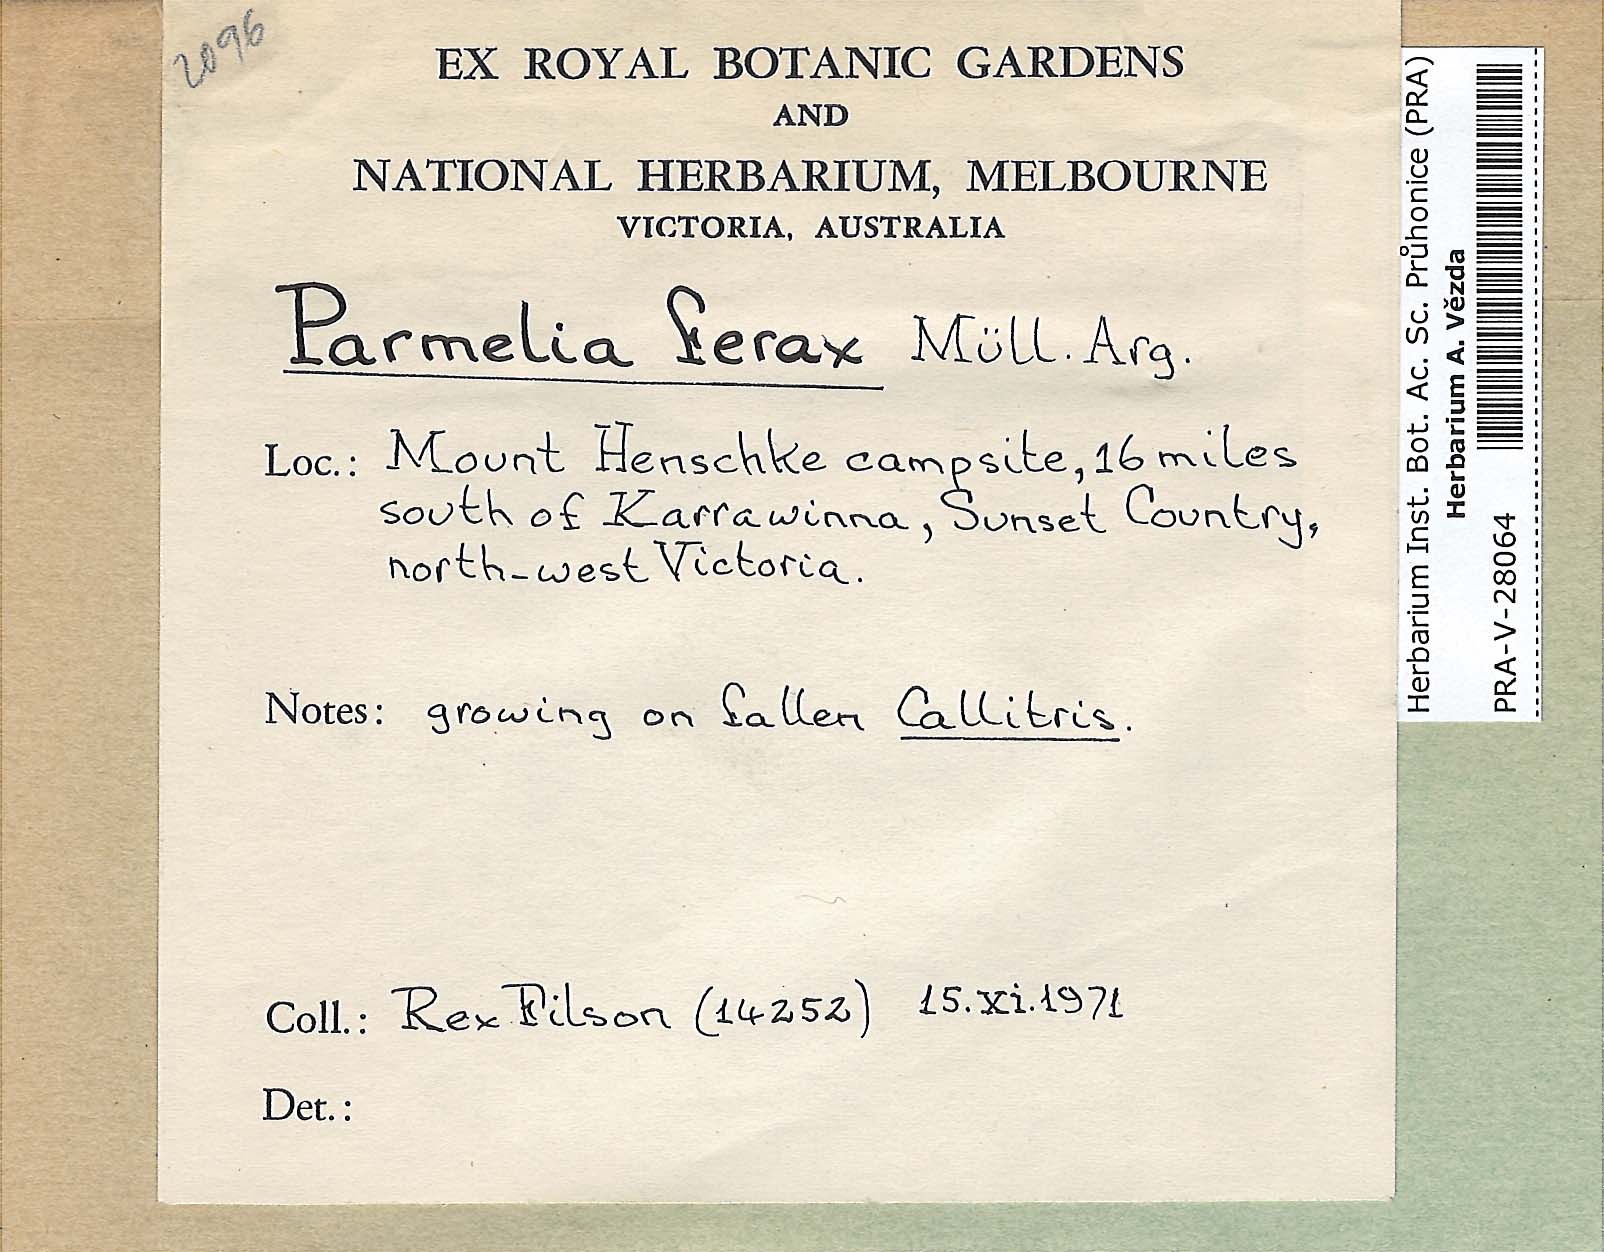 2096
EX ROYAL BOTANIC GARDENS
AND
NATIONAL HERBARIUM, MELBOURNE
VICTORIA, AUSTRALIA
Parmelia ferax Müll. Arg.
Loc.: Mount Henschke campsite, 16 miles
south of Karrawinna, Sunset Country,
north-west Victoria.
Notes: growing on fallen Callitris.
Coll.: Rex Filson (14252) 15.xi.1971
Det.:
Herbarium Inst. Bot. Ac. Sc. Průhonice (PRA)
Herbarium A. Vězda
PRA-V-28064